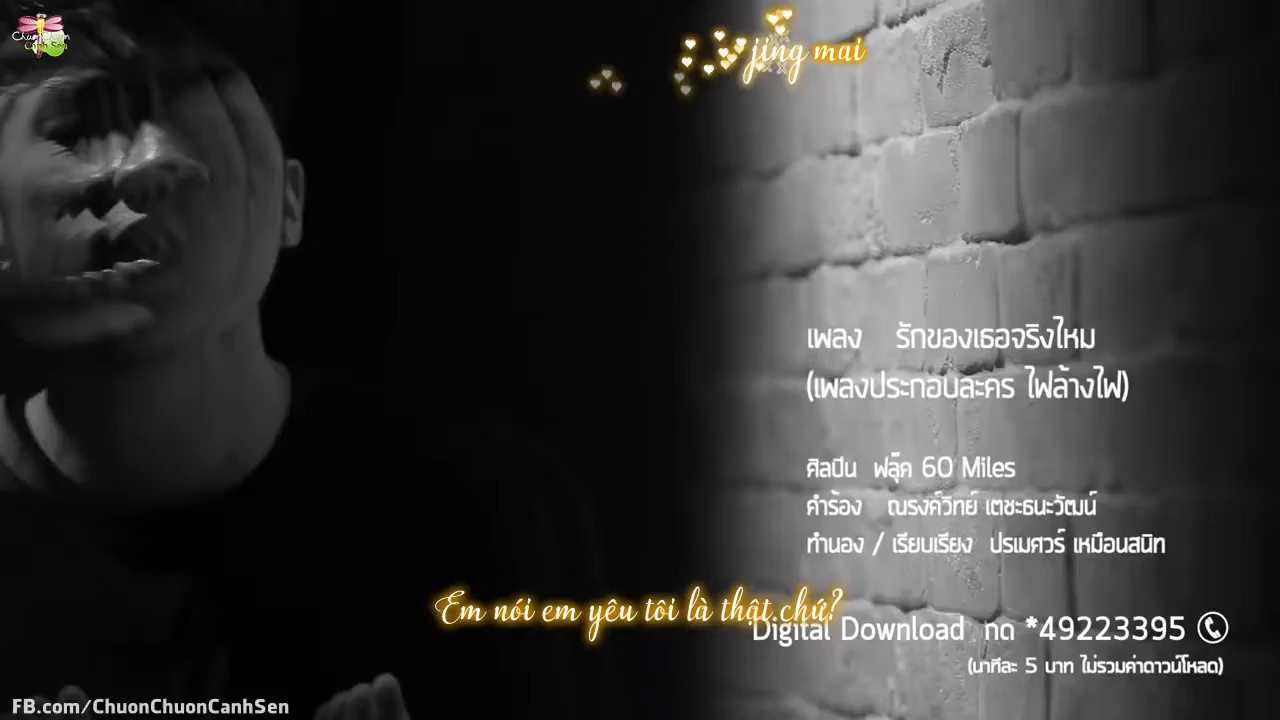 Chuồn Chuồn
Cánh Sen
jing mai
เพลง รักของเธอจริงไหม
(เพลงประกอบละคร ไฟล้างไฟ)
ศิลปิน ฟลุ๊ค 60 Miles
คำร้อง ณรงค์วิทย์ เตชะธนะวัฒน์
ทำนอง / เรียบเรียง ปรเมศวร์ เหมือนสนิท
Em nói em yêu tôi là thật chứ?
Digital Download กด *49223395
(นาทีละ 5 บาท ไม่รวมค่าดาวน์โหลด)
FB.com/ChuonChuonCanhSen